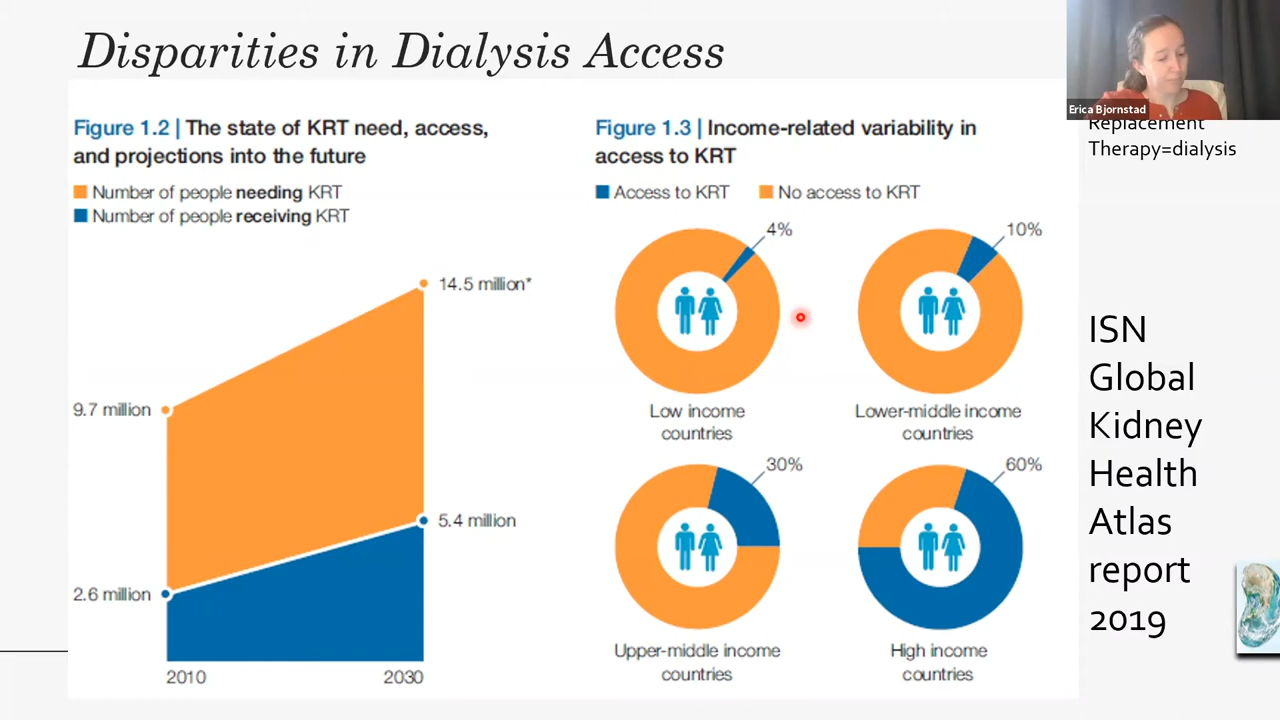 Disparities in Dialysis Access
Erica Bjornstad
Replacement
Therapy=dialysis
Figure 1.2 | The state of KRT need, access,
and projections into the future
Number of people needing KRT
Number of people receiving KRT
14.5 million*
9.7 million
5.4 million
2.6 million
2010
2030
Figure 1.3 | Income-related variability in
access to KRT
Access to KRT
No access to KRT
4%
Low income
countries
10%
Lower-middle income
countries
30%
Upper-middle income
countries
60%
High income
countries
ISN
Global
Kidney
Health
Atlas
report
2019